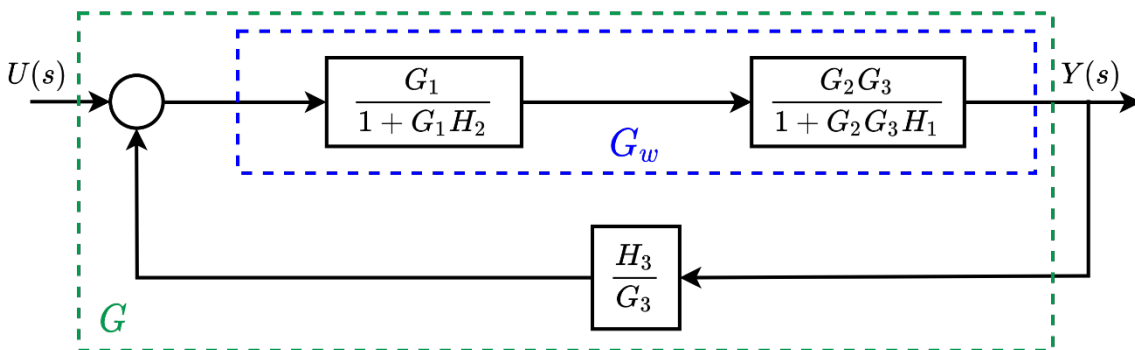 U(s)
G_1
1 + G_1H_2
G_2G_3
1 + G_2G_3H_1
Y(s)
G_w
H_3
G_3
G